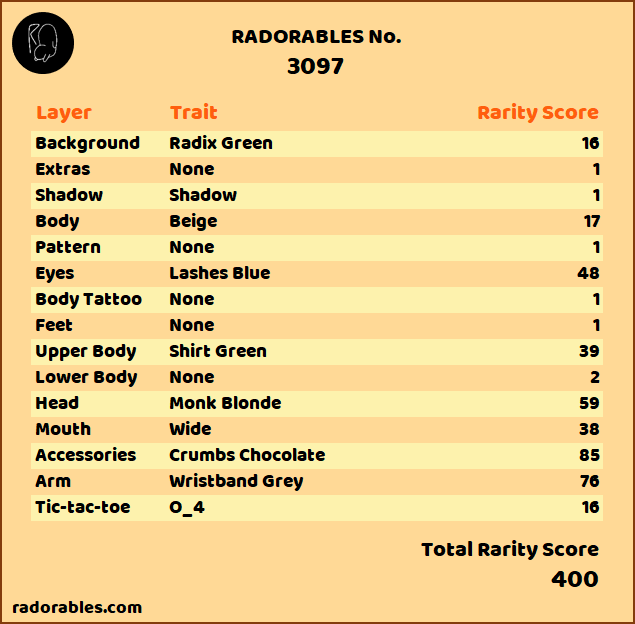 RADORABLES No.
3097
Layer Trait Rarity Score
Background Radix Green 16
Extras None 1
Shadow Shadow 1
Body Beige 17
Pattern None 1
Eyes Lashes Blue 48
Body Tattoo None 1
Feet None 1
Upper Body Shirt Green 39
Lower Body None 2
Head Monk Blonde 59
Mouth Wide 38
Accessories Crumbs Chocolate 85
Arm Wristband Grey 76
Tic-tac-toe O_4 16
Total Rarity Score
400
radorables.com